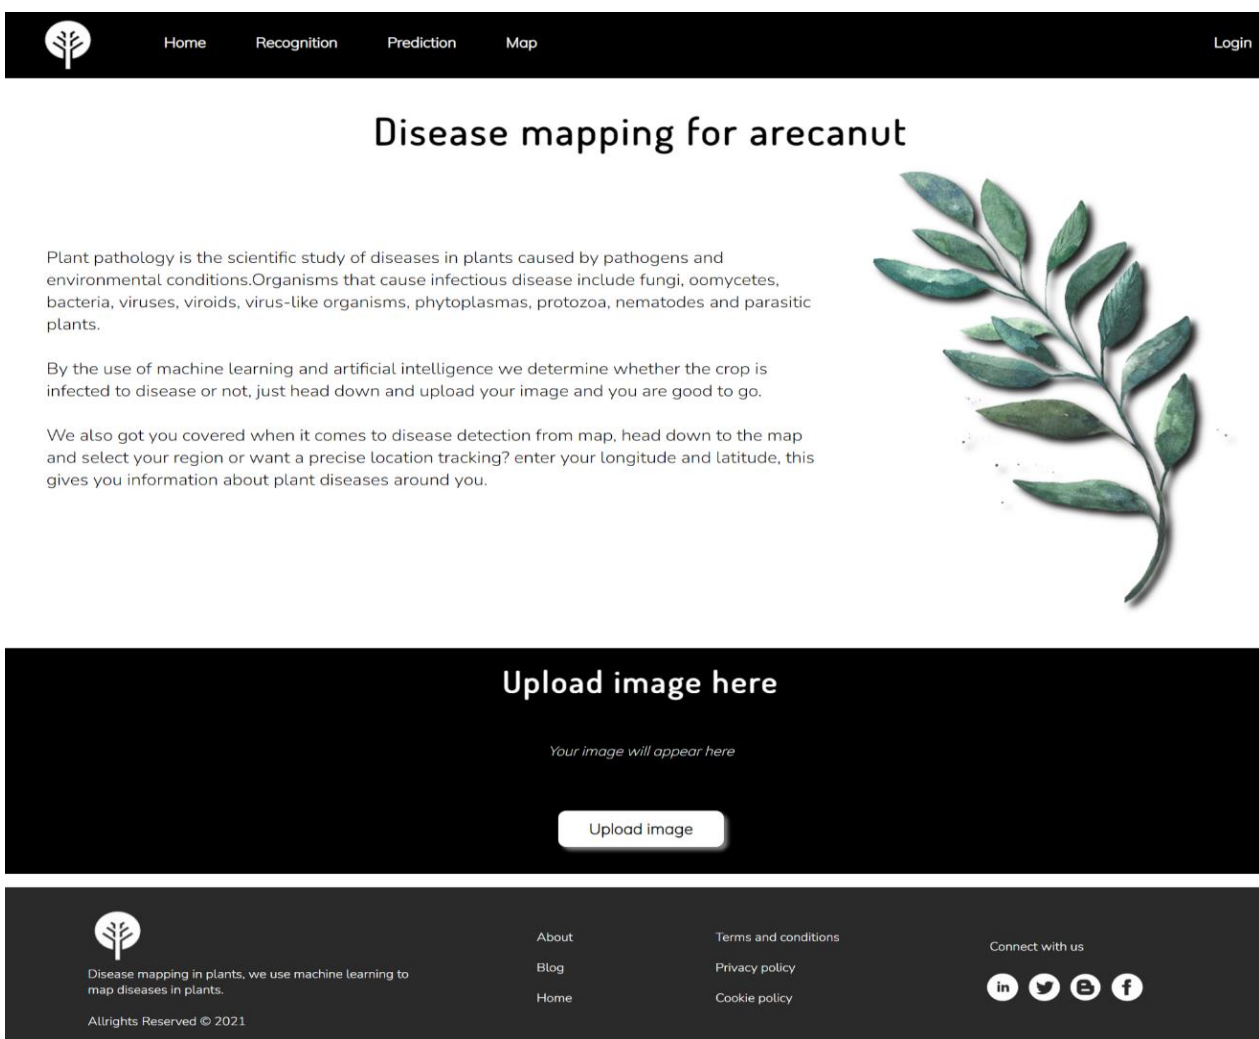 Home Recognition Prediction Map Login
Disease mapping for arecanut
Plant pathology is the scientific study of diseases in plants caused by pathogens and
environmental conditions.Organisms that cause infectious disease include fungi, oomycetes,
bacteria, viruses, viroids, virus-like organisms, phytoplasmas, protozoa, nematodes and parasitic
plants.
By the use of machine learning and artificial intelligence we determine whether the crop is
infected to disease or not, just head down and upload your image and you are good to go.
We also got you covered when it comes to disease detection from map, head down to the map
and select your region or want a precise location tracking? enter your longitude and latitude, this
gives you information about plant diseases around you.
Upload image here
Your image will appear here
Upload image
Disease mapping in plants, we use machine learning to
map diseases in plants.
Allrights Reserved © 2021
About
Blog
Home
Terms and conditions
Privacy policy
Cookie policy
Connect with us
in